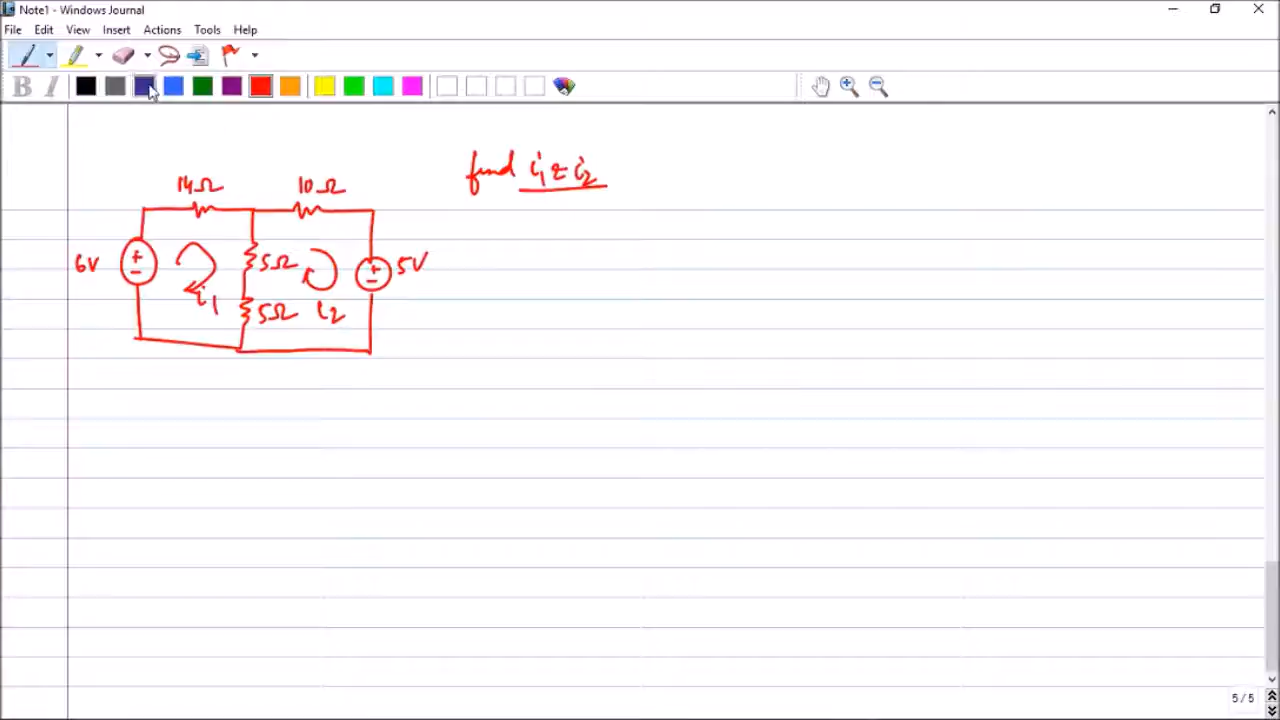 Note1 - Windows Journal
File Edit View Insert Actions Tools Help
B I
find i₁ & i₂
14Ω 10Ω
6V + - 5Ω + - 5V
i₁ 5Ω i₂
5 / 5